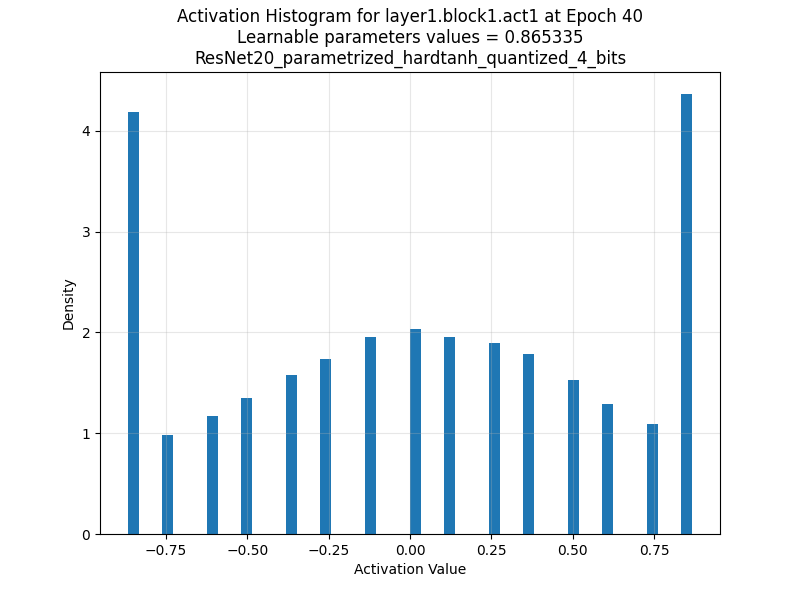 Activation Histogram for layer1.block1.act1 at Epoch 40
Learnable parameters values = 0.865335
ResNet20_parametrized_hardtanh_quantized_4_bits
Density
4
3
2
1
0
−0.75 −0.50 −0.25 0.00 0.25 0.50 0.75
Activation Value